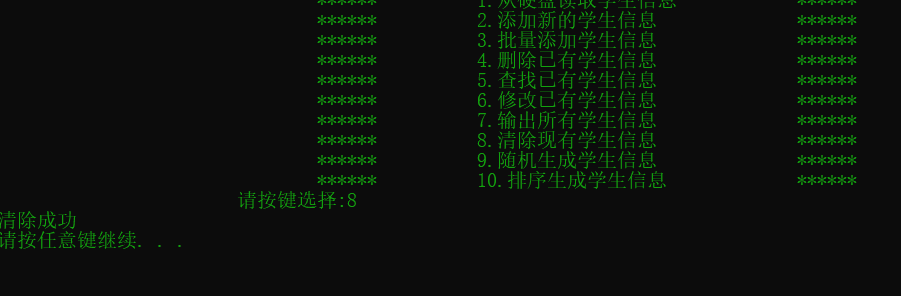 ****** 1.从硬盘读取学生信息 ******
****** 2.添加新的学生信息 ******
****** 3.批量添加学生信息 ******
****** 4.删除已有学生信息 ******
****** 5.查找已有学生信息 ******
****** 6.修改已有学生信息 ******
****** 7.输出所有学生信息 ******
****** 8.清除现有学生信息 ******
****** 9.随机生成学生信息 ******
****** 10.排序生成学生信息 ******
请按键选择:8
清除成功
请按任意键继续. . .